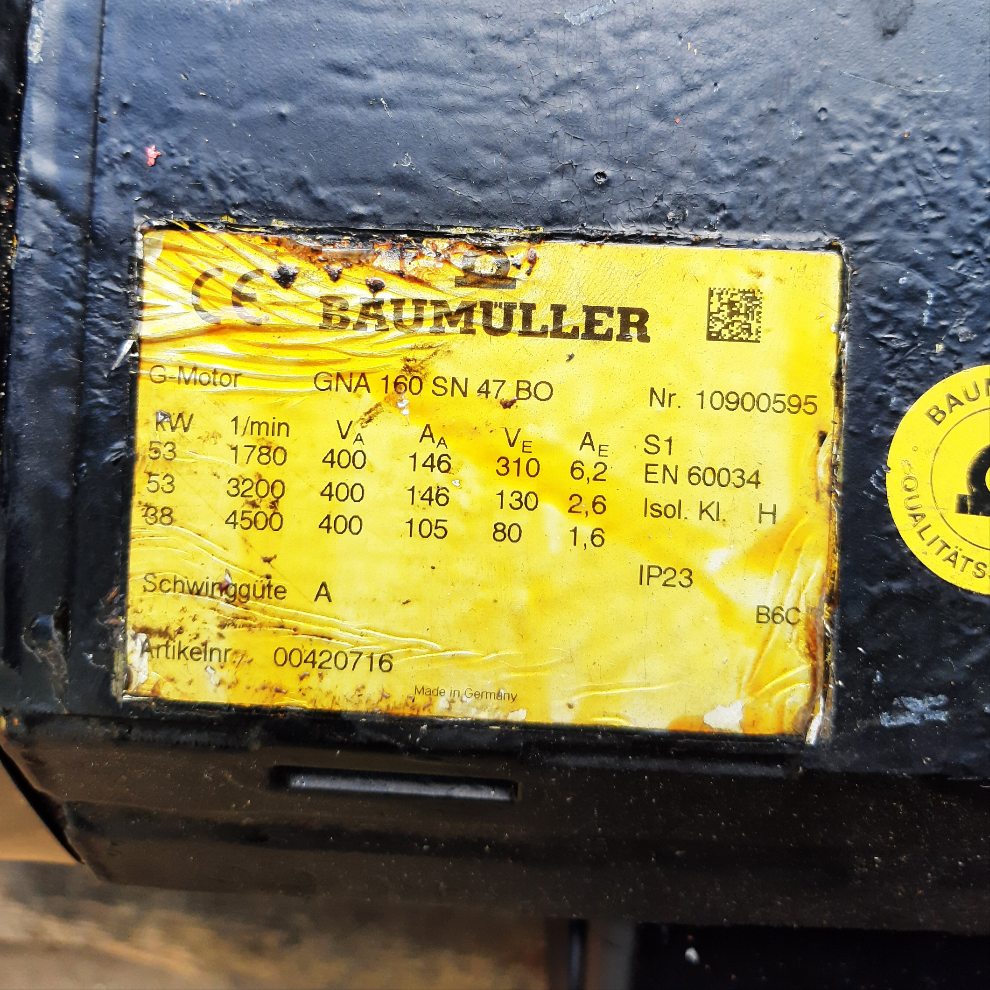 CE
BAUMÜLLER
G-Motor GNA 160 SN 47 BO Nr. 10900595
kW 1/min VA AA VE AE S1
53 1780 400 146 310 6,2 EN 60034
53 3200 400 146 130 2,6 Isol. Kl. H
38 4500 400 105 80 1,6
IP23
Schwinggüte A
B6C
Artikelnr. 00420716
Made in Germany